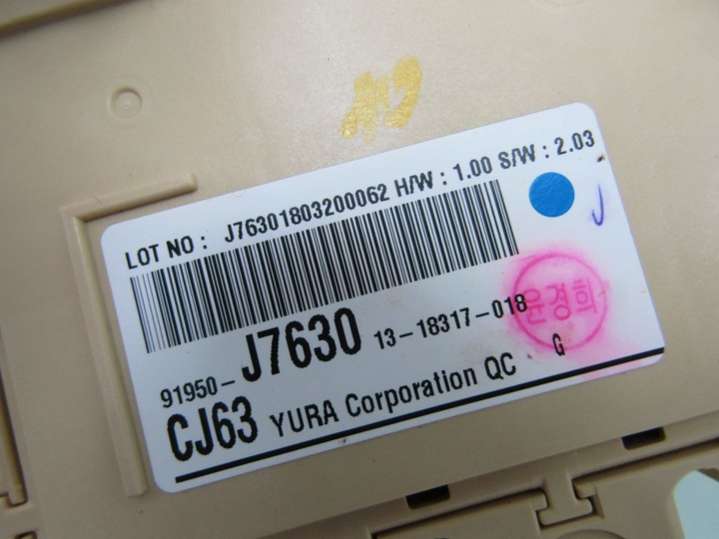 LOT NO : J76301803200062 H/W : 1.00 S/W : 2.03
J
91950-J7630 13-18317-018
윤경희
CJ63 YURA Corporation QC G